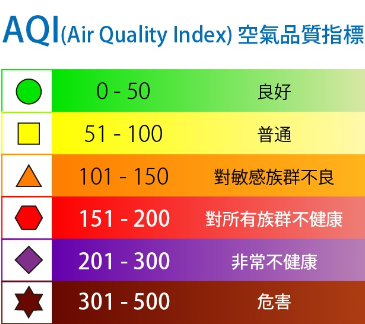 AQI(Air Quality Index) 空氣品質指標
0 - 50 良好
51 - 100 普通
101 - 150 對敏感族群不良
151 - 200 對所有族群不健康
201 - 300 非常不健康
301 - 500 危害